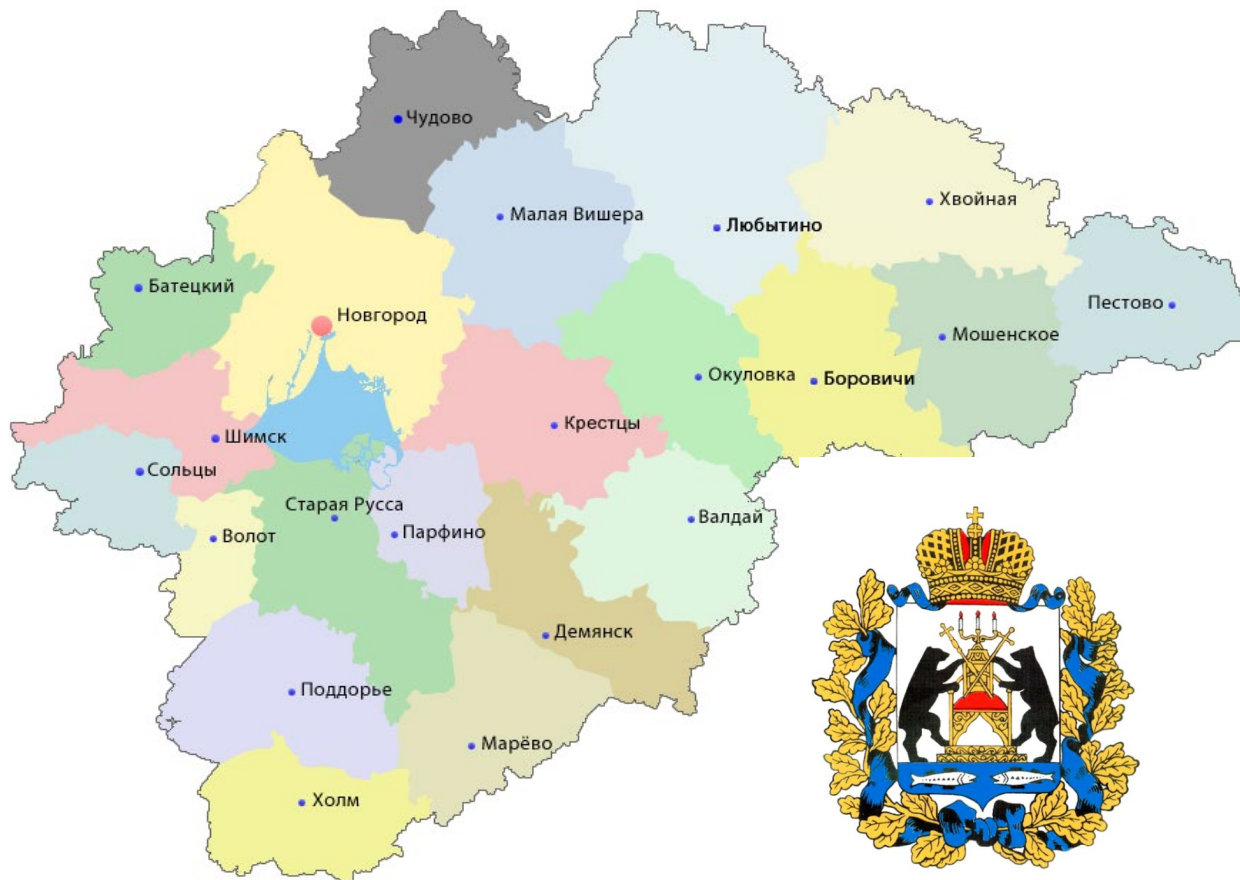 Чудово
Хвойная
Малая Вишера
Любытино
Батецкий
Пестово
Новгород
Мошенское
Окуловка
Боровичи
Крестцы
Шимск
Сольцы
Старая Русса
Валдай
Парфино
Волот
Демянск
Поддорье
Марёво
Холм